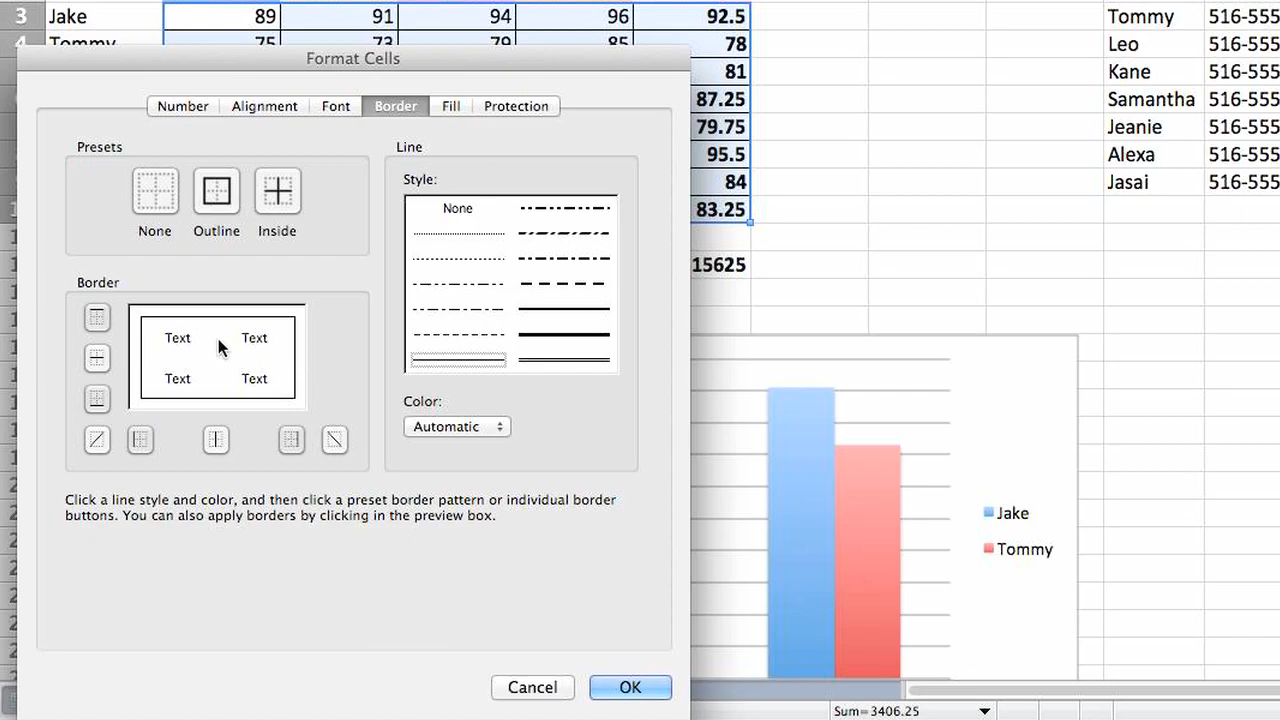 3 Jake 89 91 94 96 92.5 Tommy 516-555
4 Tommy 75 73 79 85 78 Leo 516-555
Format Cells
81 Kane 516-555
Number Alignment Font Border Fill Protection
87.25 Samantha 516-555
79.75 Jeanie 516-555
Presets Line
95.5 Alexa 516-555
Style:
84 Jasai 516-555
None
83.25
None Outline Inside
15625
Border
Text Text
Text Text
Color:
Automatic
Click a line style and color, and then click a preset border pattern or individual border
buttons. You can also apply borders by clicking in the preview box.
Jake
Tommy
Cancel OK
Sum=3406.25